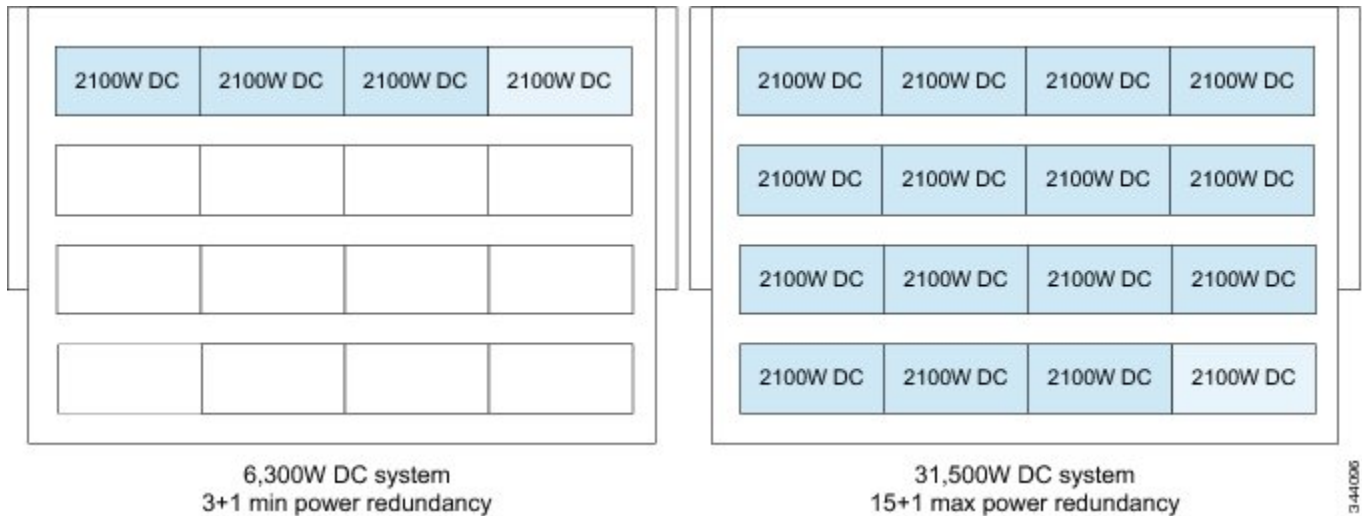 2100W DC 2100W DC 2100W DC 2100W DC
6,300W DC system
3+1 min power redundancy
2100W DC 2100W DC 2100W DC 2100W DC
2100W DC 2100W DC 2100W DC 2100W DC
2100W DC 2100W DC 2100W DC 2100W DC
2100W DC 2100W DC 2100W DC 2100W DC
31,500W DC system
15+1 max power redundancy
344096